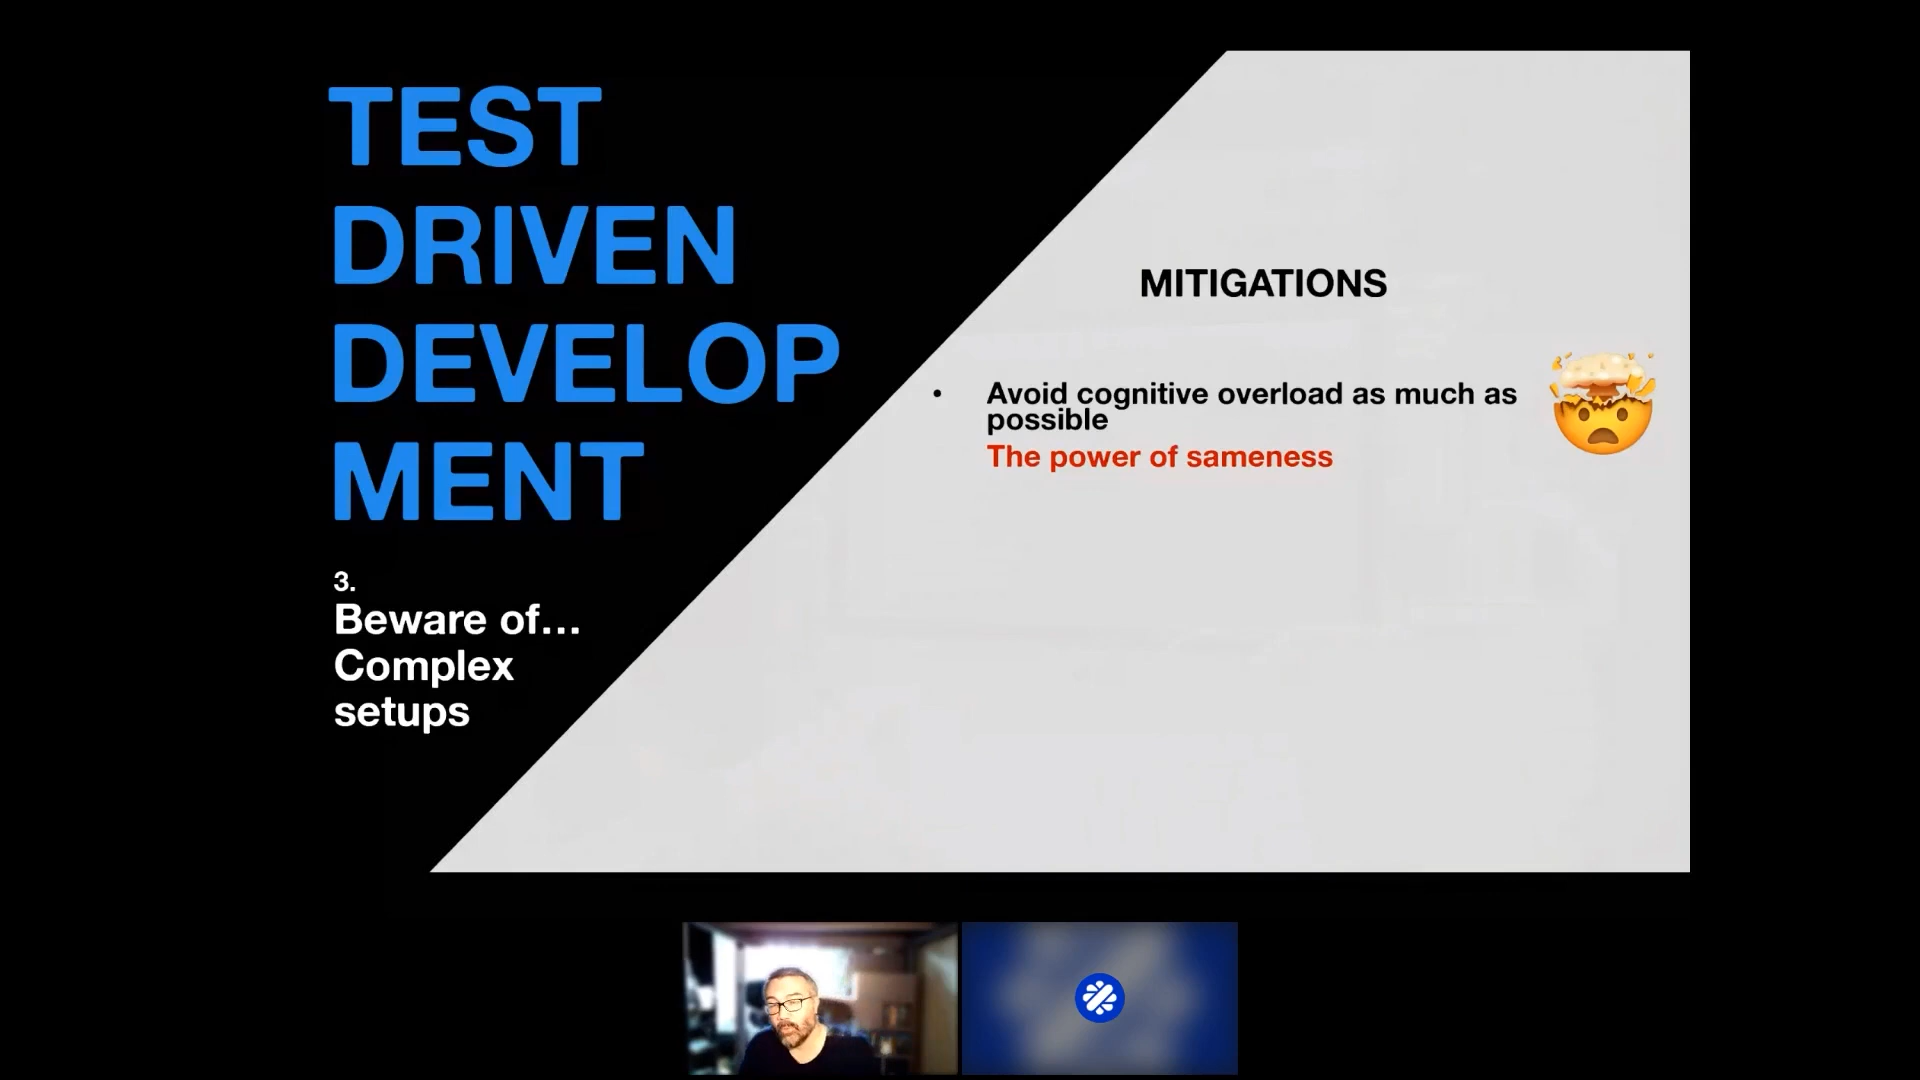 TEST
DRIVEN
DEVELOP
MENT
3.
Beware of...
Complex
setups
MITIGATIONS
• Avoid cognitive overload as much as
possible
The power of sameness